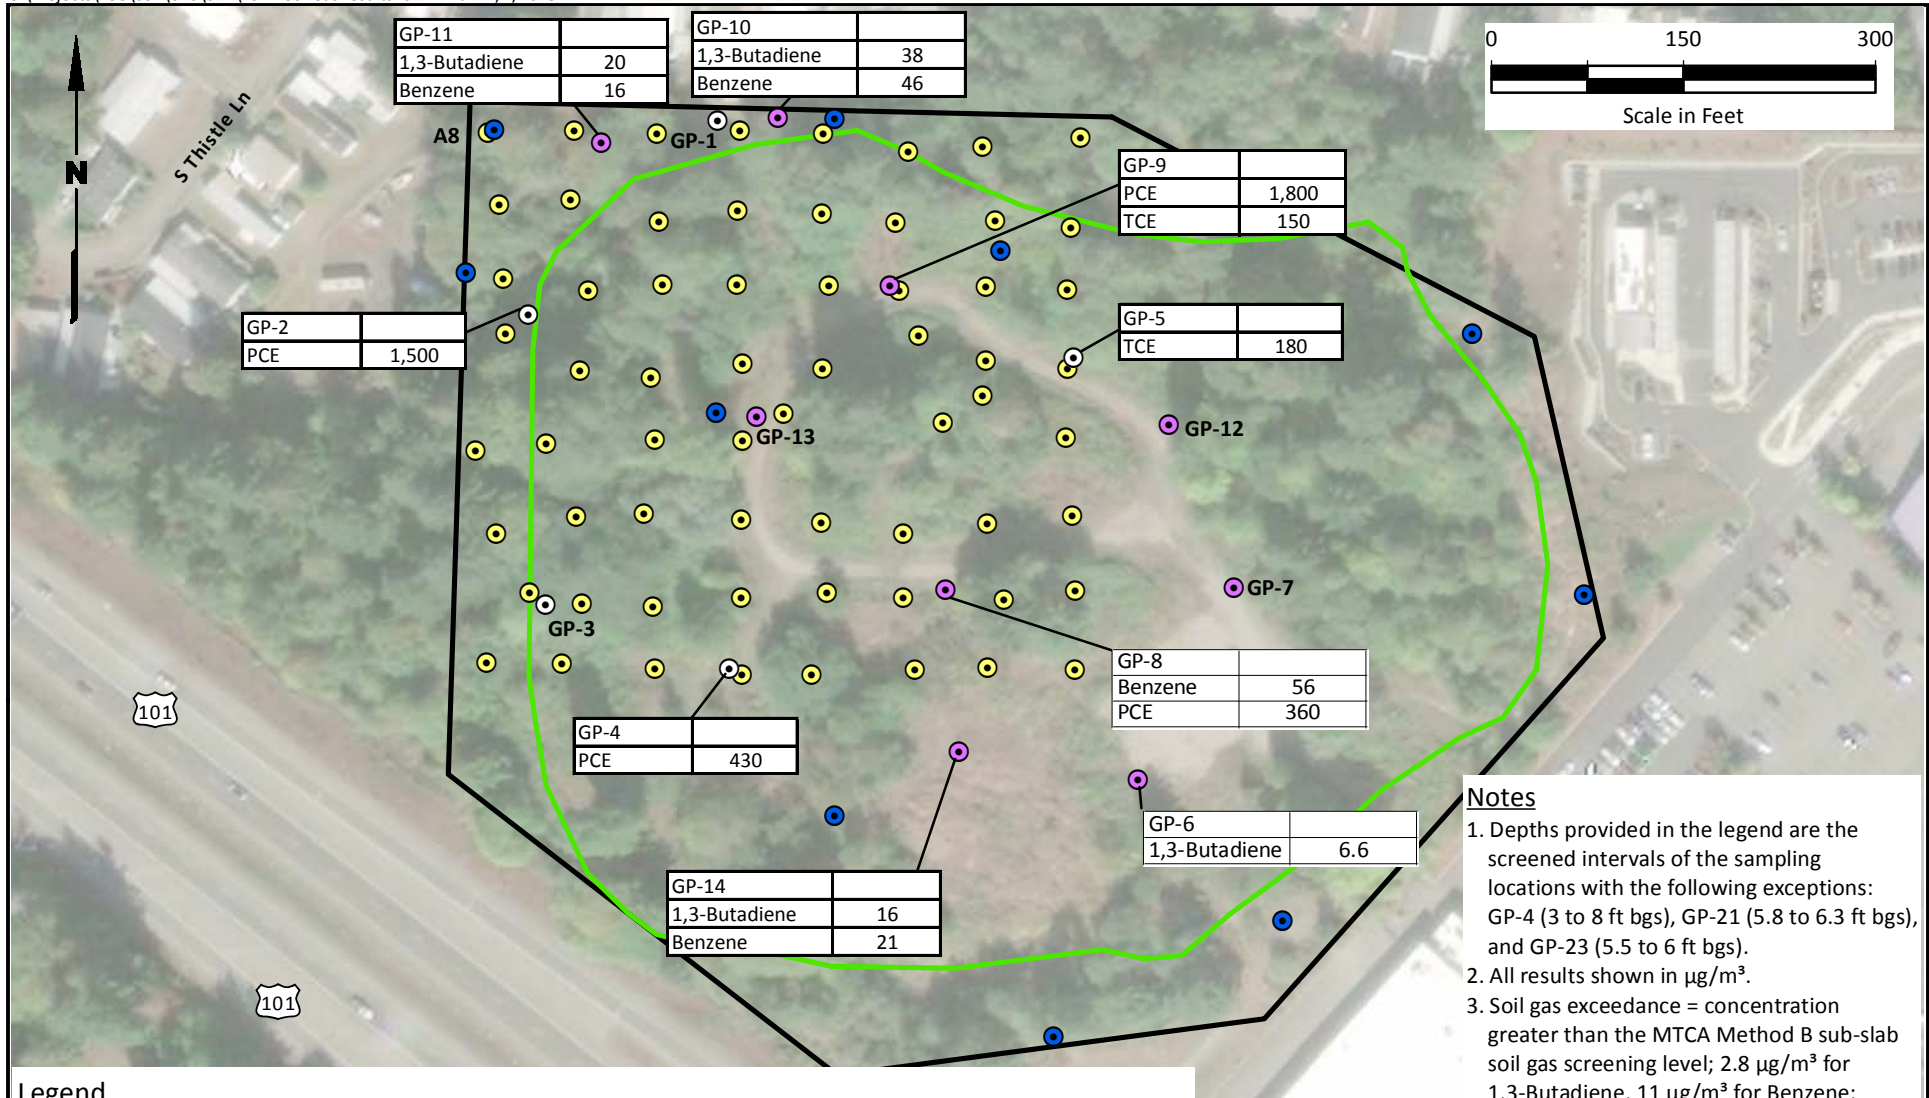 GP-11
1,3-Butadiene 20
Benzene 16
GP-10
1,3-Butadiene 38
Benzene 46
0 150 300
Scale in Feet
N
S Thistle Ln
A8
GP-1
GP-9
PCE 1,800
TCE 150
GP-2
PCE 1,500
GP-5
TCE 180
GP-13
GP-12
GP-3
GP-7
GP-8
Benzene 56
PCE 360
101
GP-4
PCE 430
GP-6
1,3-Butadiene 6.6
GP-14
1,3-Butadiene 16
Benzene 21
101
Notes
1. Depths provided in the legend are the
screened intervals of the sampling
locations with the following exceptions:
GP-4 (3 to 8 ft bgs), GP-21 (5.8 to 6.3 ft bgs),
and GP-23 (5.5 to 6 ft bgs).
2. All results shown in µg/m³.
3. Soil gas exceedance = concentration
greater than the MTCA Method B sub-slab
soil gas screening level; 2.8 µg/m³ for
1,3-Butadiene, 11 µg/m³ for Benzene;
Legend